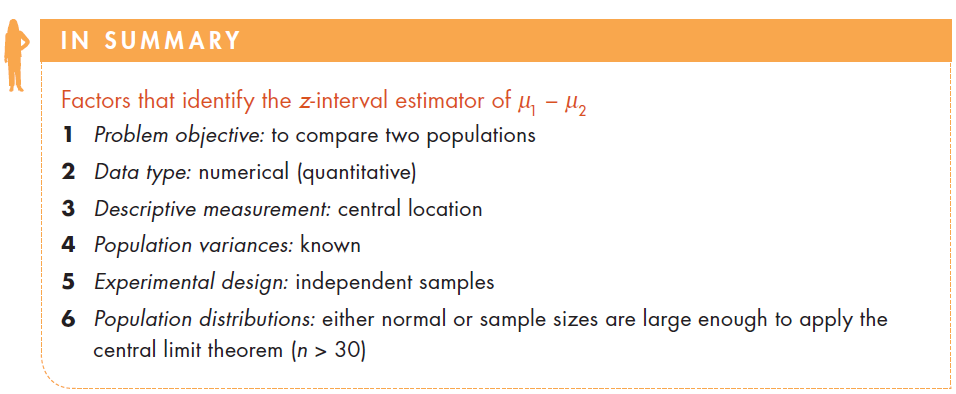 IN SUMMARY
Factors that identify the z-interval estimator of μ₁ – μ₂
1 Problem objective: to compare two populations
2 Data type: numerical (quantitative)
3 Descriptive measurement: central location
4 Population variances: known
5 Experimental design: independent samples
6 Population distributions: either normal or sample sizes are large enough to apply the
central limit theorem (n > 30)